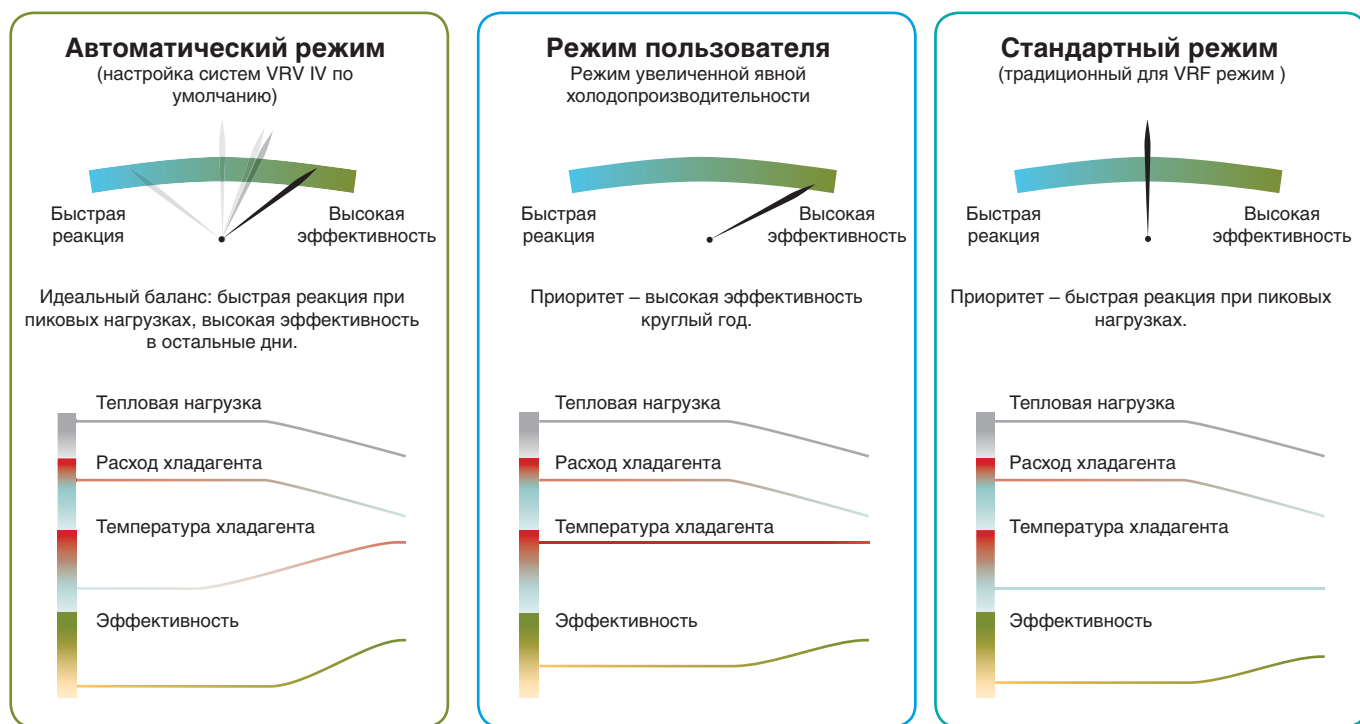 Автоматический режим
(настройка систем VRV IV по
умолчанию)
Быстрая
реакция
Высокая
эффективность
Идеальный баланс: быстрая реакция при
пиковых нагрузках, высокая эффективность
в остальные дни.
Тепловая нагрузка
Расход хладагента
Температура хладагента
Эффективность
Режим пользователя
Режим увеличенной явной
холодопроизводительности
Быстрая
реакция
Высокая
эффективность
Приоритет – высокая эффективность
круглый год.
Тепловая нагрузка
Расход хладагента
Температура хладагента
Эффективность
Стандартный режим
(традиционный для VRF режим )
Быстрая
реакция
Высокая
эффективность
Приоритет – быстрая реакция при пиковых
нагрузках.
Тепловая нагрузка
Расход хладагента
Температура хладагента
Эффективность